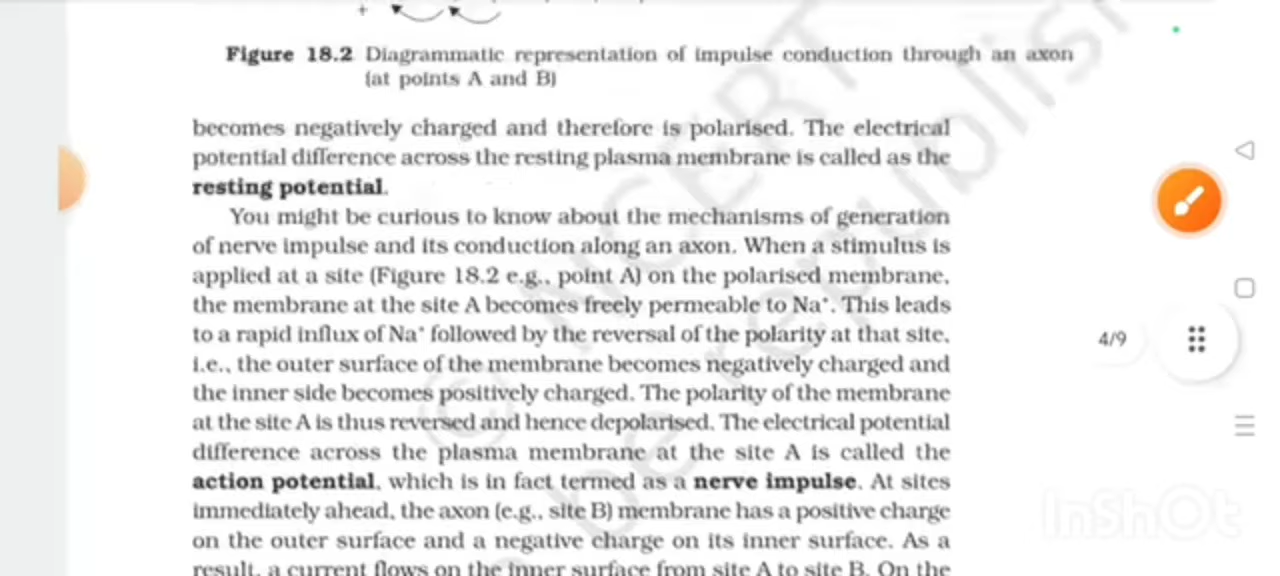 +
Figure 18.2 Diagrammatic representation of impulse conduction through an axon
(at points A and B)
becomes negatively charged and therefore is polarised. The electrical
potential difference across the resting plasma membrane is called as the
resting potential.
You might be curious to know about the mechanisms of generation
of nerve impulse and its conduction along an axon. When a stimulus is
applied at a site (Figure 18.2 e.g., point A) on the polarised membrane,
the membrane at the site A becomes freely permeable to Na⁺. This leads
to a rapid influx of Na⁺ followed by the reversal of the polarity at that site,
i.e., the outer surface of the membrane becomes negatively charged and
the inner side becomes positively charged. The polarity of the membrane
at the site A is thus reversed and hence depolarised. The electrical potential
difference across the plasma membrane at the site A is called the
action potential, which is in fact termed as a nerve impulse. At sites
immediately ahead, the axon (e.g., site B) membrane has a positive charge
on the outer surface and a negative charge on its inner surface. As a
result, a current flows on the inner surface from site A to site B. On the
4/9
© NCERT
be republish
InShOt